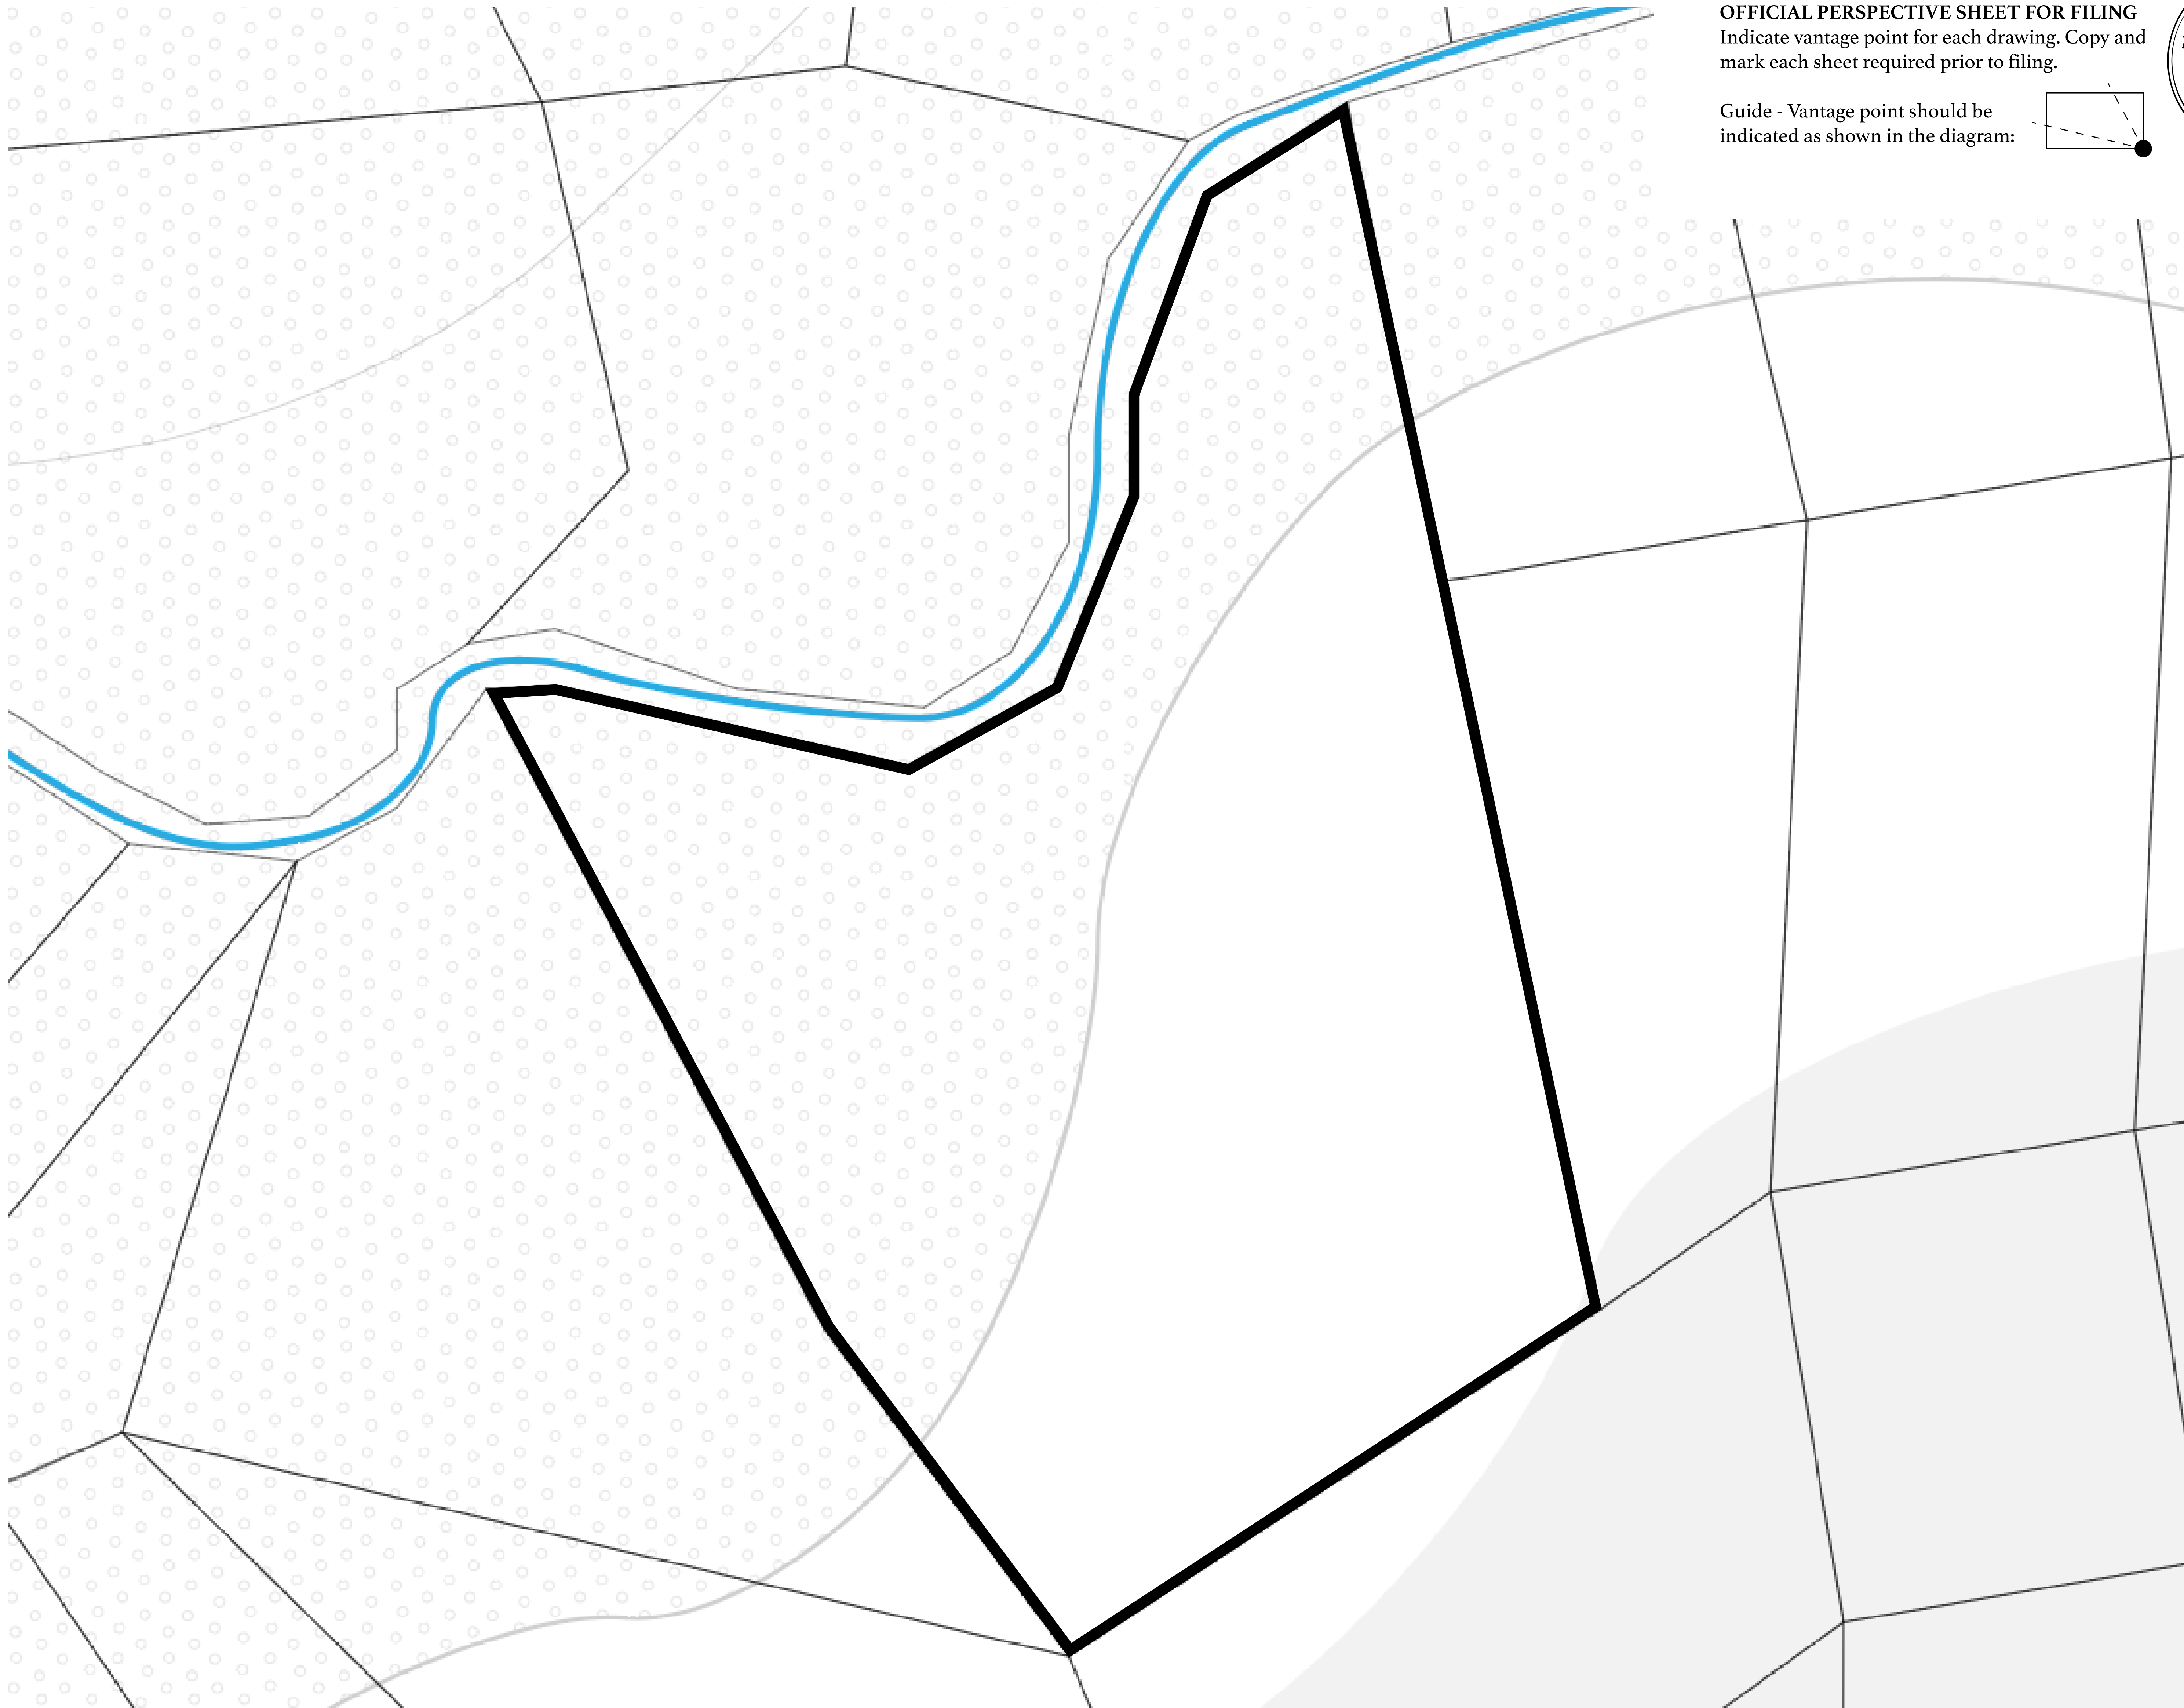 OFFICIAL PERSPECTIVE SHEET FOR FILING
Indicate vantage point for each drawing. Copy and
mark each sheet required prior to filing.
Guide - Vantage point should be
indicated as shown in the diagram: